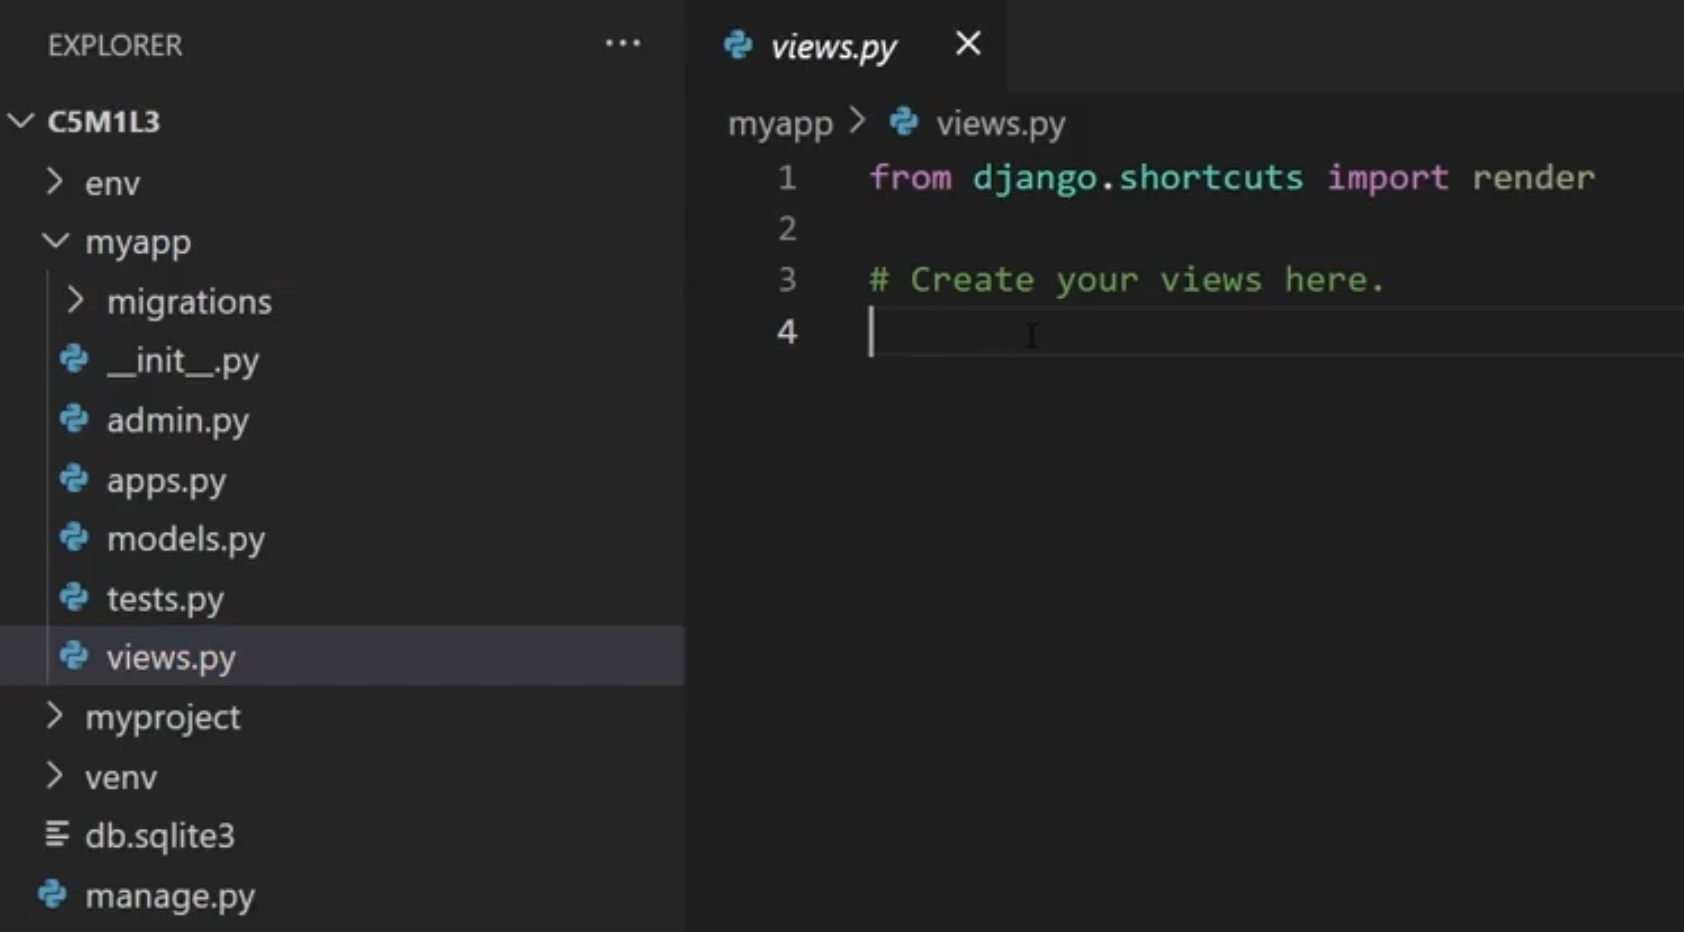 EXPLORER
C5M1L3
env
myapp
migrations
__init__.py
admin.py
apps.py
models.py
tests.py
views.py
myproject
venv
db.sqlite3
manage.py
views.py
myapp > views.py
1 from django.shortcuts import render
2
3 # Create your views here.
4